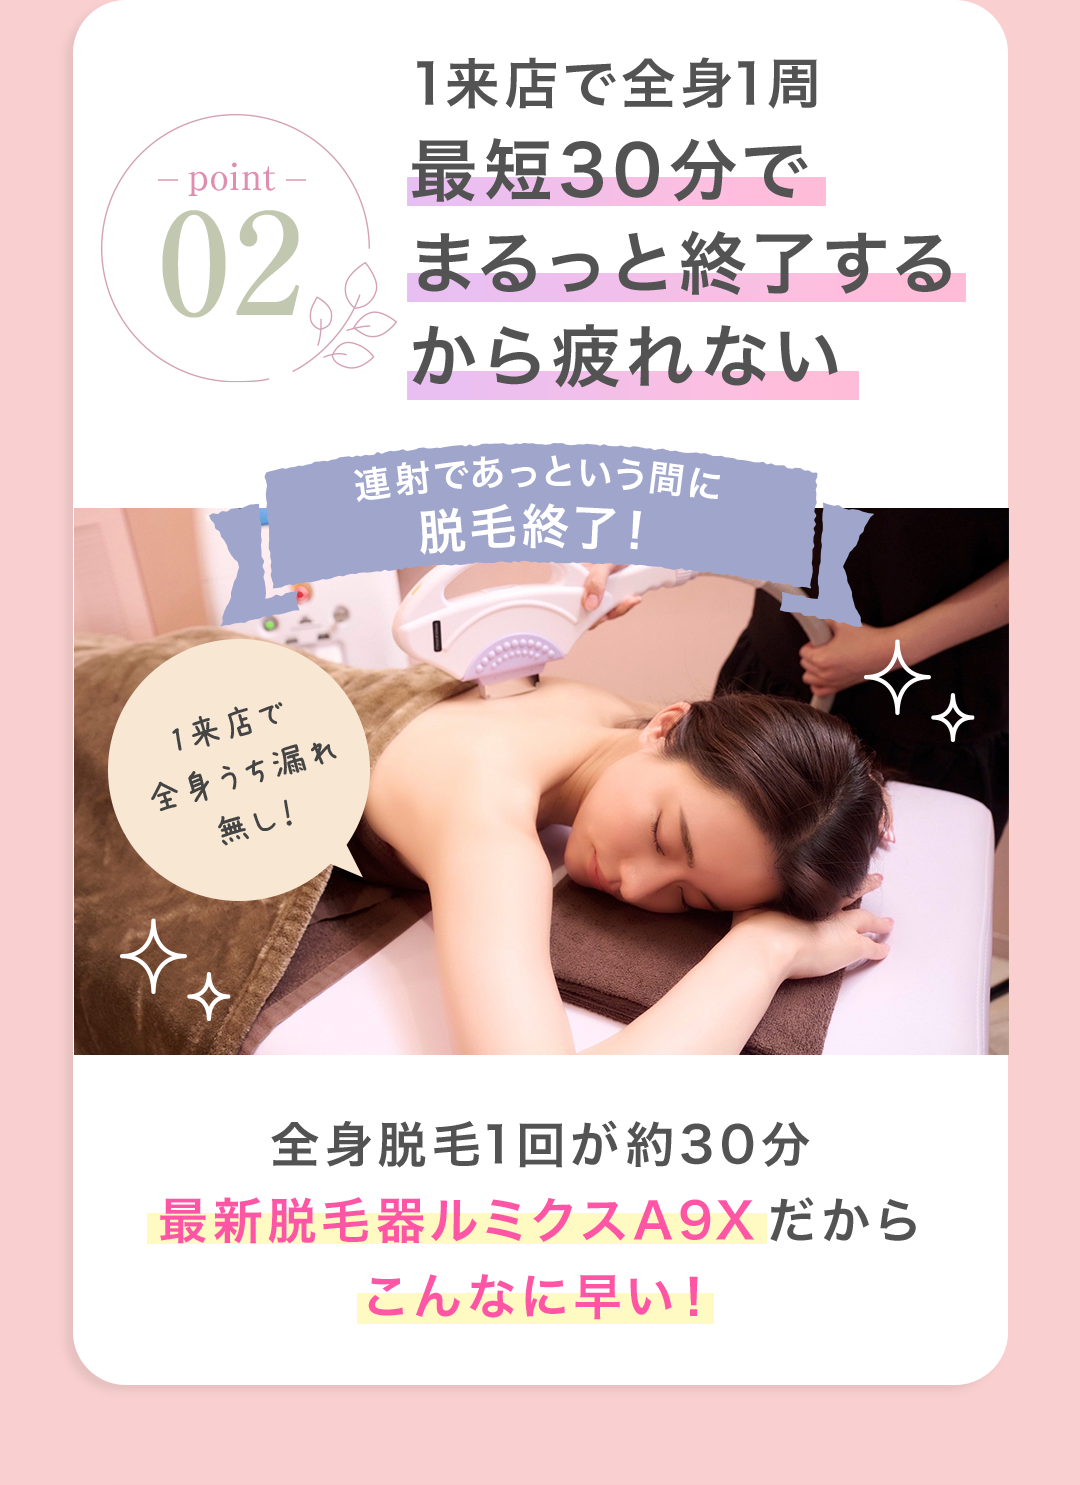 1来店で全身1周
point
02
最短30分で
まるっと終了する
から疲れない
連射であっという間に
脱毛終了!
1来店で
全身うち漏れ
無し!
全身脱毛1回が約30分
最新脱毛器ルミクスA9Xだから
こんなに早い!